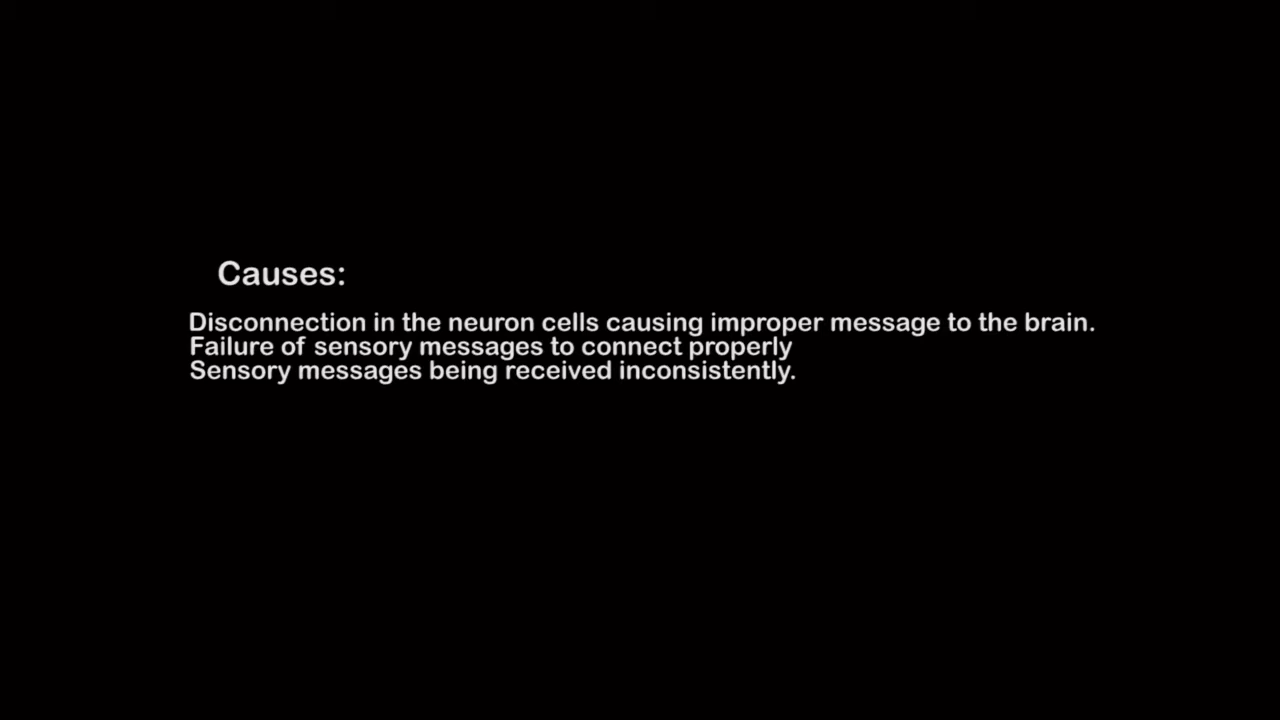 Causes:
Disconnection in the neuron cells causing improper message to the brain.
Failure of sensory messages to connect properly
Sensory messages being received inconsistently.